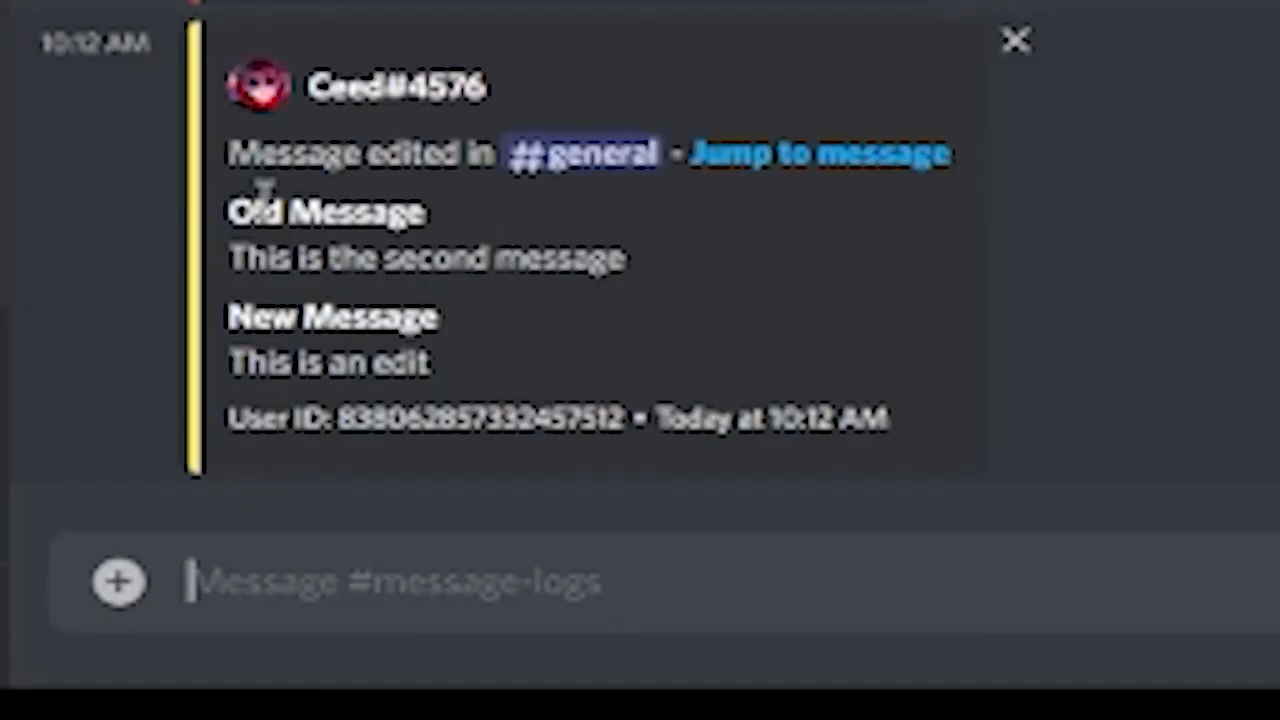 10:12 AM
Ceed#4576
Message edited in #general - Jump to message
Old Message
This is the second message
New Message
This is an edit
User ID: 838062857332457512 • Today at 10:12 AM
Message #message-logs